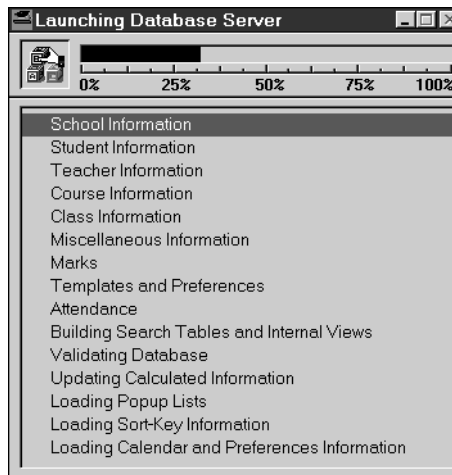 Launching Database Server
0% 25% 50% 75% 100%
School Information
Student Information
Teacher Information
Course Information
Class Information
Miscellaneous Information
Marks
Templates and Preferences
Attendance
Building Search Tables and Internal Views
Validating Database
Updating Calculated Information
Loading Popup Lists
Loading Sort-Key Information
Loading Calendar and Preferences Information